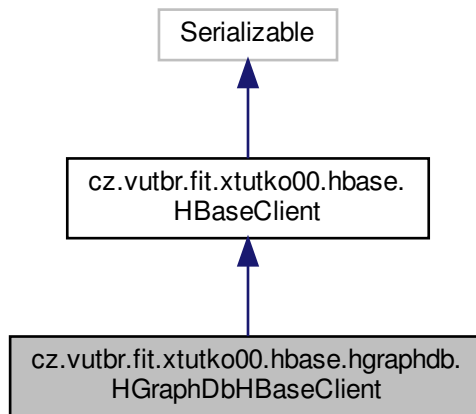 Serializable
cz.vutbr.fit.xtutko00.hbase.
HBaseClient
cz.vutbr.fit.xtutko00.hbase.hgraphdb.
HGraphDbHBaseClient